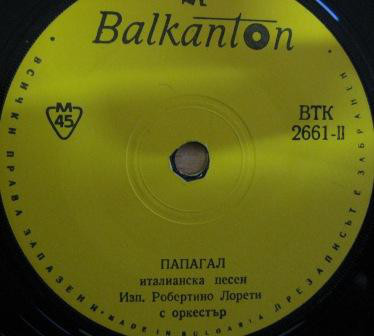 Balkanton
M
45
ВТК
2661-II
ПАПАГАЛ
италианска песен
Изп. Робертино Лорети
с оркестър
ВСИЧКИ ПРАВА ЗАПАЗЕНИ • MADE IN BULGARIA • ПРЕЗАПИСЪТ Е ЗАБРАНЕН •